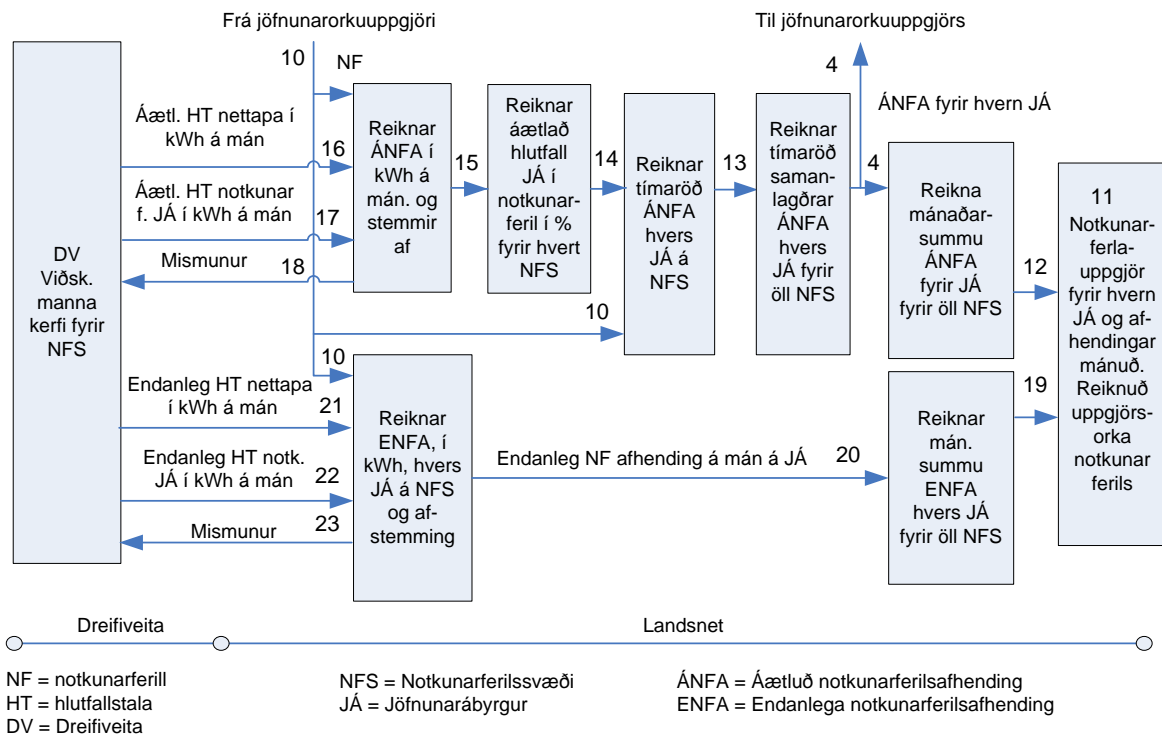 Frá jöfnunarorkuuppgjöri
Til jöfnunarorkuuppgjörs
10
NF
4
ÁNFA fyrir hvern JÁ
DV
Viðsk.
manna
kerfi fyrir
NFS
Áætl. HT nettapa í
kWh á mán
16
Áætl. HT notkunar
f. JÁ í kWh á mán
17
Mismunur
18
Reiknar
ÁNFA í
kWh á
mán. og
stemmir
af
15
Reiknar
áætlað
hlutfall
JÁ í
notkunar-
feril í %
fyrir hvert
NFS
14
10
Reiknar
tímaröð
ÁNFA
hvers
JÁ á
NFS
13
Reiknar
tímaröð
saman-
lagðrar
ÁNFA
hvers
JÁ fyrir
öll NFS
4
Reikna
mánaðar-
summu
ÁNFA
fyrir JÁ
fyrir öll NFS
12
11
Notkunar-
ferla-
uppgjör
fyrir hvern
JÁ og af-
hendingar
mánuð.
Reiknuð
uppgjörs-
orka
notkunar
ferils
10
Endanleg HT nettapa
í kWh á mán
21
Endanleg HT notk.
JÁ í kWh á mán
22
Mismunur
23
Reiknar
ENFA, í
kWh, hvers
JÁ á NFS
og af-
stemming
Endanleg NF afhending á mán á JÁ
20
Reiknar
mán.
summu
ENFA
hvers JÁ
fyrir öll NFS
19
Dreifiveita
Landsnet
NF = notkunarferill
HT = hlutfallstala
DV = Dreifiveita
NFS = Notkunarferilssvæði
JÁ = Jöfnunarábyrgur
ÁNFA = Áætluð notkunarferilsafhending
ENFA = Endanlega notkunarferilsafhending